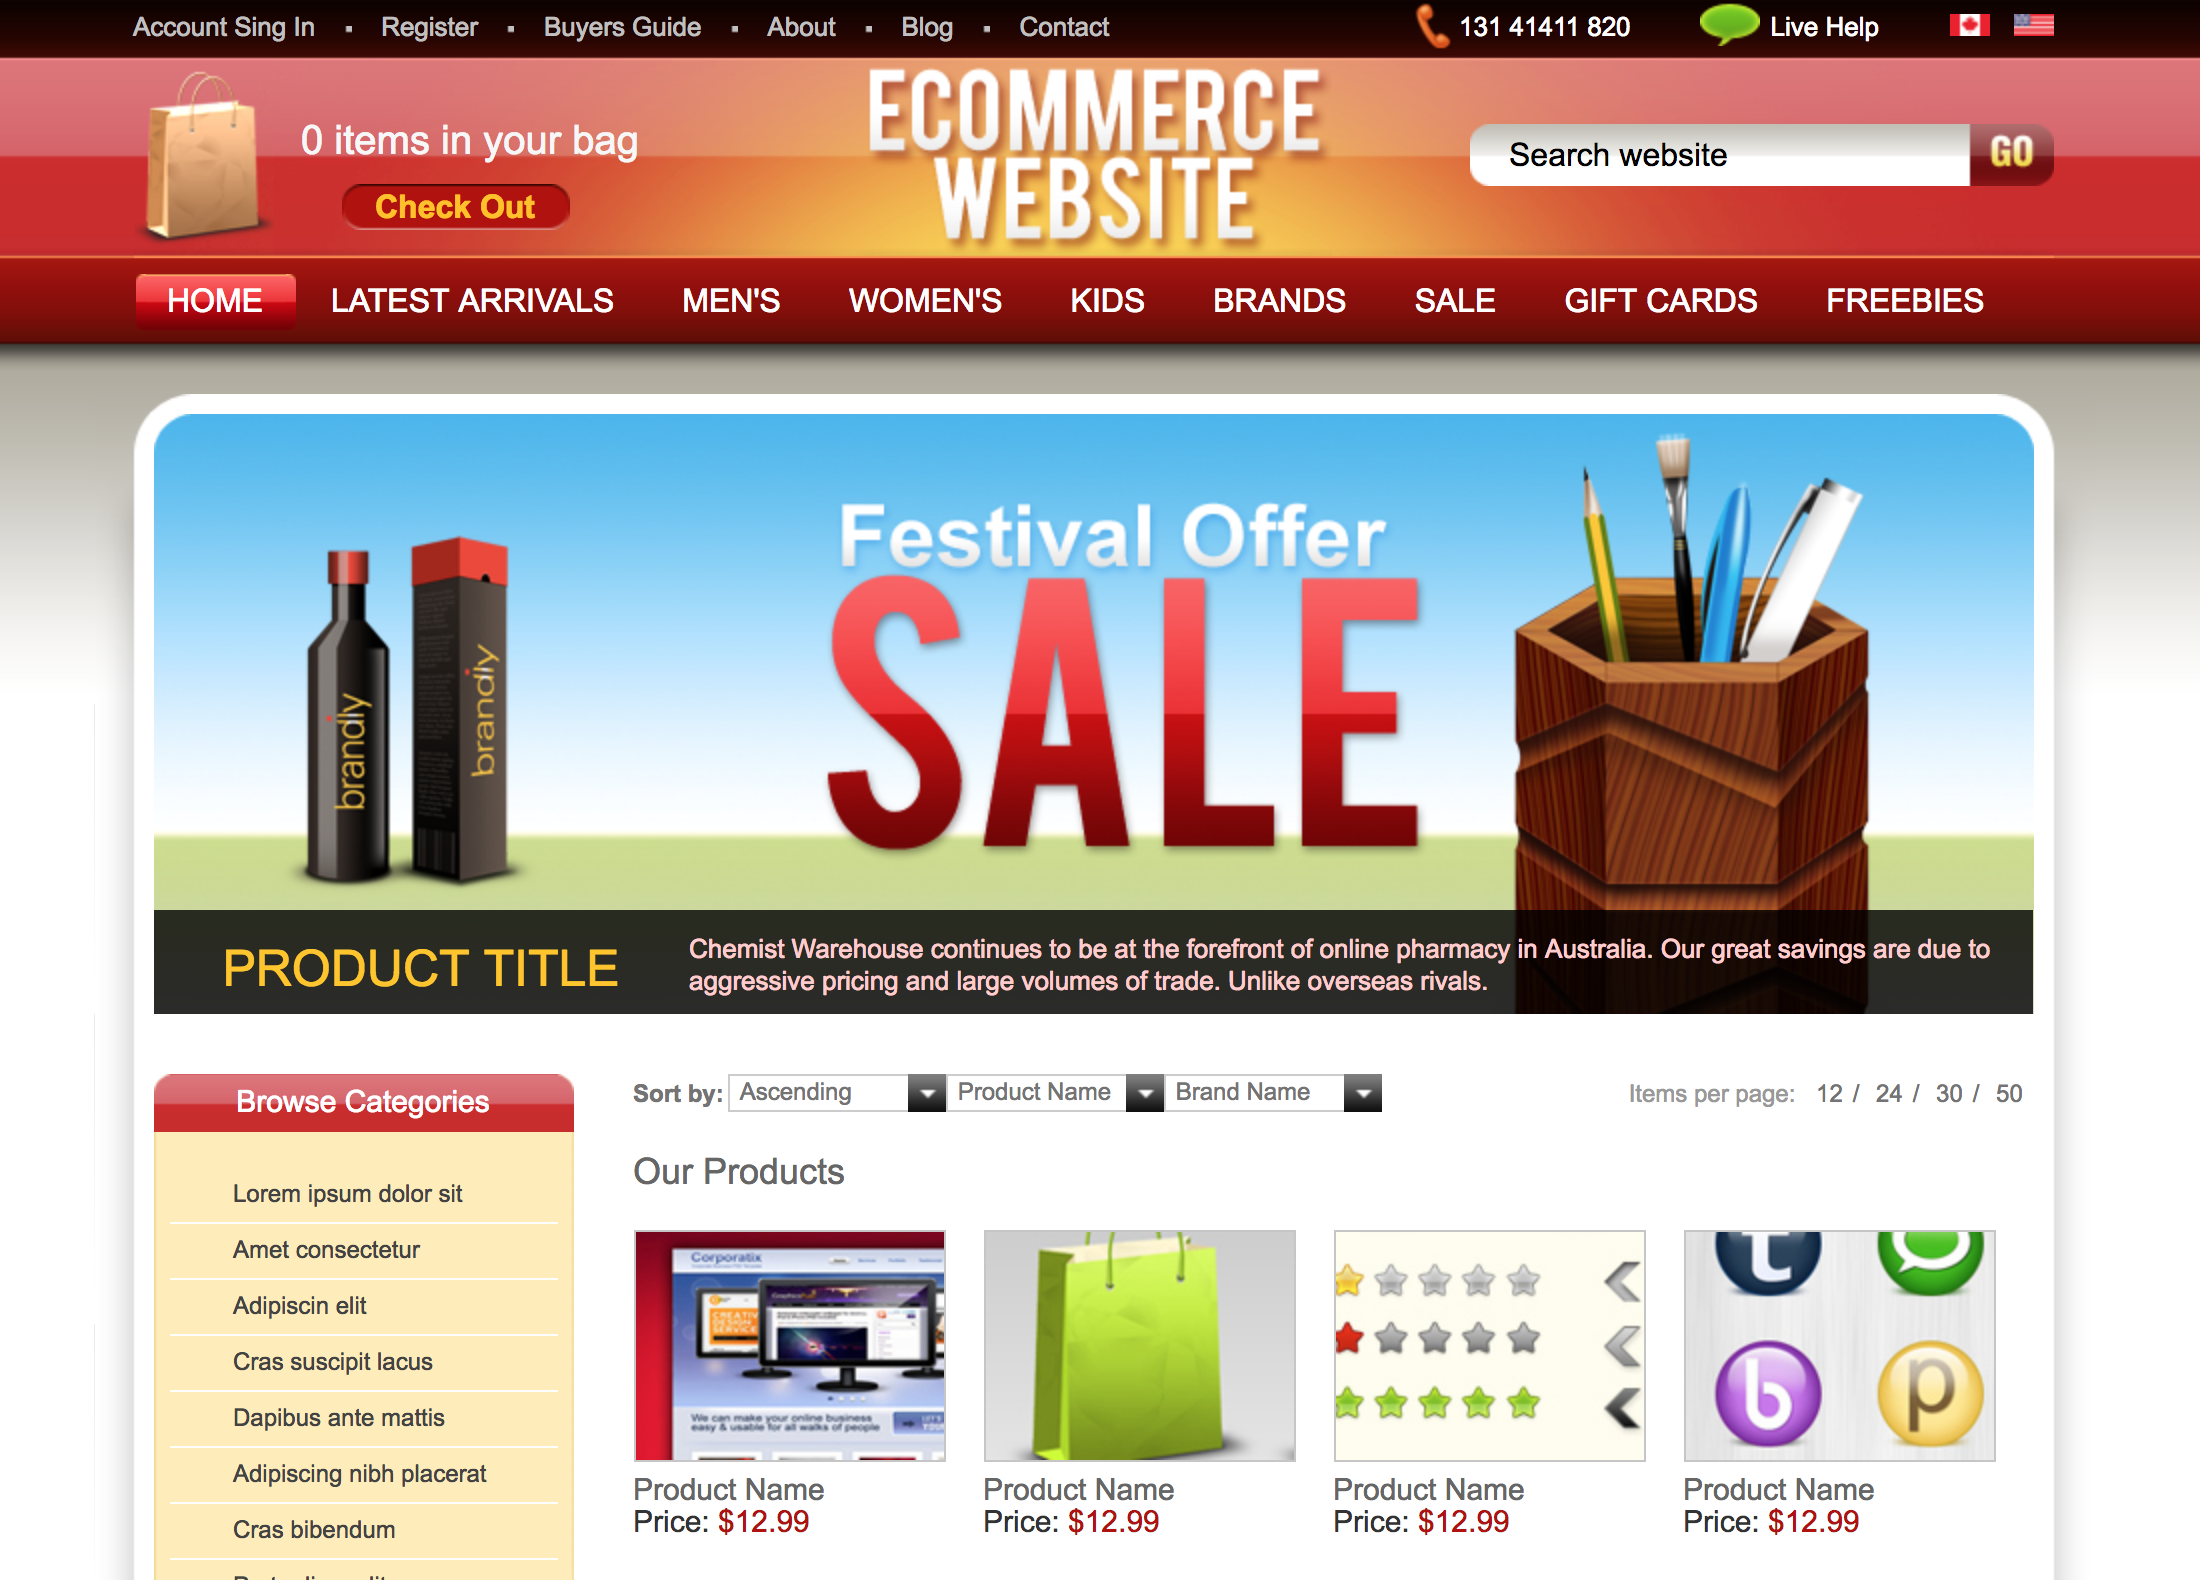 Account Sing In ▪ Register ▪ Buyers Guide ▪ About ▪ Blog ▪ Contact
131 41411 820
Live Help
0 items in your bag
Check Out
ECOMMERCE
WEBSITE
Search website
GO
HOME LATEST ARRIVALS MEN'S WOMEN'S KIDS BRANDS SALE GIFT CARDS FREEBIES
Festival Offer
SALE
brandly
brandly
PRODUCT TITLE
Chemist Warehouse continues to be at the forefront of online pharmacy in Australia. Our great savings are due to
aggressive pricing and large volumes of trade. Unlike overseas rivals.
Browse Categories
Lorem ipsum dolor sit
Amet consectetur
Adipiscin elit
Cras suscipit lacus
Dapibus ante mattis
Adipiscing nibh placerat
Cras bibendum
Sort by: Ascending Product Name Brand Name
Items per page: 12 / 24 / 30 / 50
Our Products
Corporatix
CREATIVE
DESIGN
SERVICE
We can make your online business
easy & usable for all walks of people
t
b
p
Product Name
Price: $12.99
Product Name
Price: $12.99
Product Name
Price: $12.99
Product Name
Price: $12.99